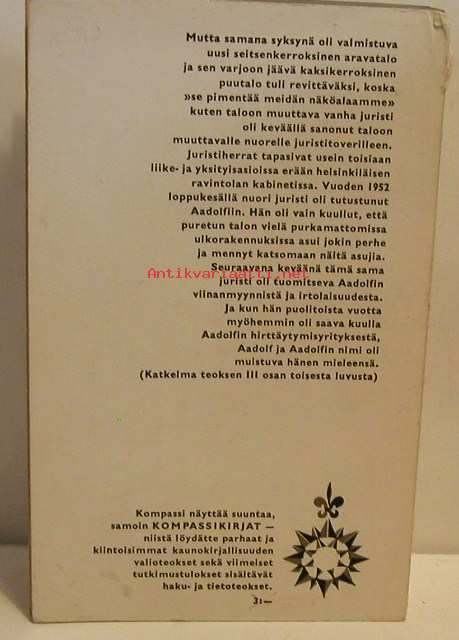 Mutta samana syksynä oli valmistuva
uusi seitsenkerroksinen aravatalo
ja sen varjoon jäävä kaksikerroksinen
puutalo tuli revittäväksi, koska
»se pimentää meidän näköalaamme»
kuten taloon muuttava vanha juristi
oli keväällä sanonut taloon
muuttavalle nuorelle juristitoverilleen.
Juristiherrat tapasivat usein toisiaan
liike- ja yksityisasioissa erään helsinkiläisen
ravintolan kabinetissa. Vuoden 1952
loppukesällä nuori juristi oli tutustunut
Aadolfiin. Hän oli vain kuullut, että
puretun talon vielä purkamattomissa
ulkorakennuksissa asui jokin perhe
ja mennyt katsomaan näitä asujia.
Seuraavana keväänä tämä sama
Antikvariaatti.net
juristi oli tuomitseva Aadolfin
viinanmyynnistä ja irtolaisuudesta.
Ja kun hän puolitoista vuotta
myöhemmin oli saava kuulla
Aadolfin hirttäytymisyrityksestä,
Aadolf ja Aadolfin nimi oli
muistuva hänen mieleensä.
(Katkelma teoksen III osan toisesta luvusta)
Kompassi näyttää suuntaa,
samoin KOMPASSIKIRJAT —
niistä löydätte parhaat ja
kiintoisimmat kaunokirjallisuuden
valioteokset sekä viimeiset
tutkimustulokset sisältävät
haku- ja tietoteokset.
3:—